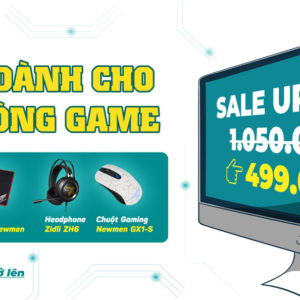 DÀNH CHO
ÒNG GAME
SALE UP
1.050.0
499.0
ewmen
Headphone
Zidli ZH6
Chuột Gaming
Newmen GX1-S
ở lên